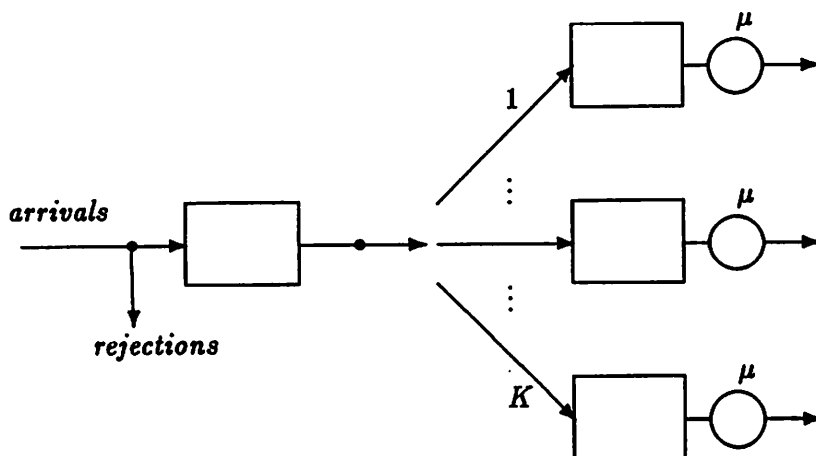 μ
1
⋮
arrivals
μ
rejections
⋮
K
μ